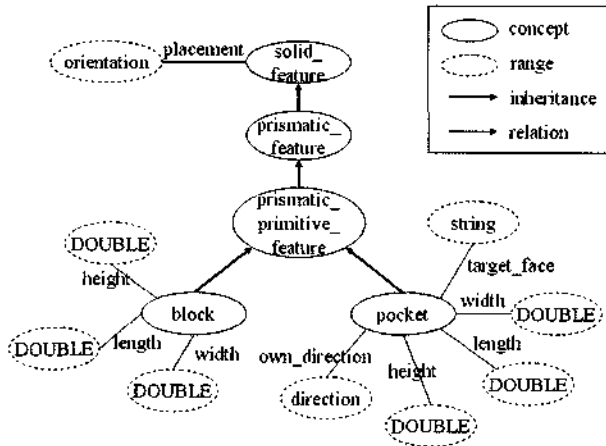 placement
orientation
solid_
feature
concept
range
inheritance
relation
prismatic_
feature
prismatic_
primitive_
feature
string
DOUBLE
height
target_face
block
pocket
width
DOUBLE
DOUBLE
length
width
DOUBLE
own_direction
direction
height
length
DOUBLE
DOUBLE